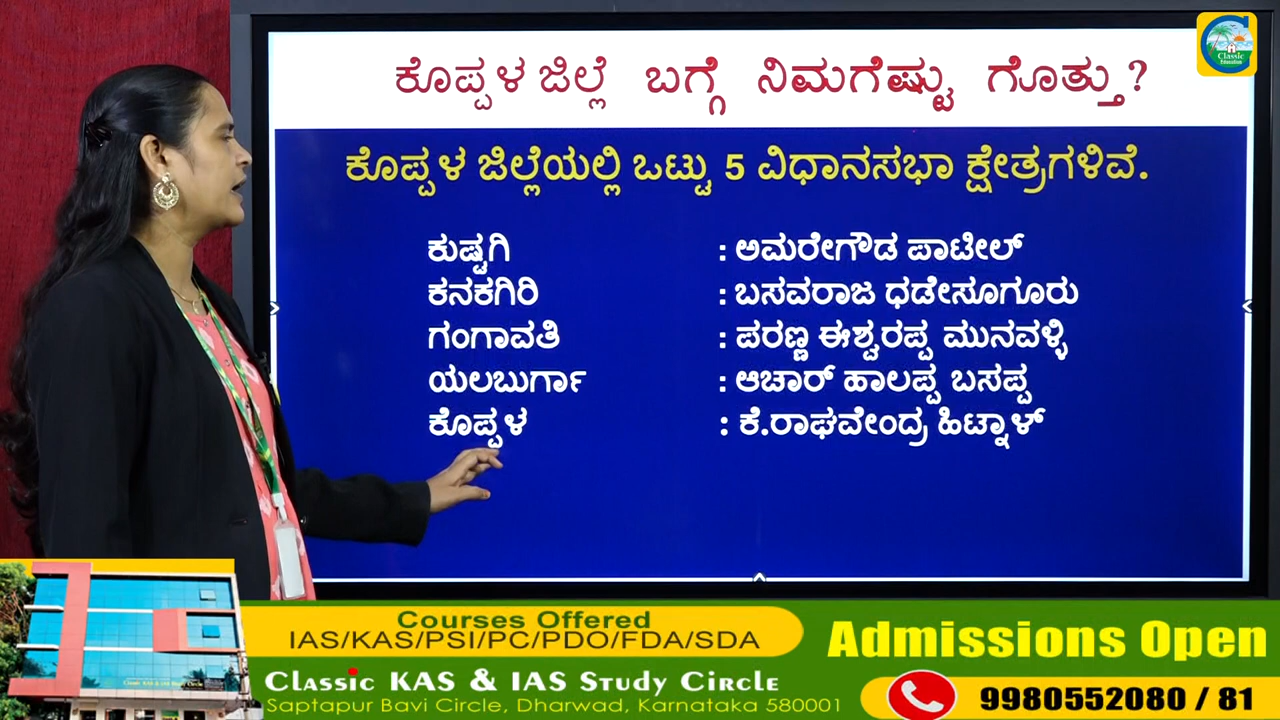 ಕೊಪ್ಪಳ ಜಿಲ್ಲೆ ಬಗ್ಗೆ ನಿಮಗೆಷ್ಟು ಗೊತ್ತು?
Classic
Education
ಕೊಪ್ಪಳ ಜಿಲ್ಲೆಯಲ್ಲಿ ಒಟ್ಟು 5 ವಿಧಾನಸಭಾ ಕ್ಷೇತ್ರಗಳಿವೆ.
ಕುಷ್ಟಗಿ : ಅಮರೇಗೌಡ ಪಾಟೀಲ್
ಕನಕಗಿರಿ : ಬಸವರಾಜ ಧಡೇಸೂಗೂರು
ಗಂಗಾವತಿ : ಪರಣ್ಣ ಈಶ್ವರಪ್ಪ ಮುನವಳ್ಳಿ
ಯಲಬುರ್ಗಾ : ಆಚಾರ್ ಹಾಲಪ್ಪ ಬಸಪ್ಪ
ಕೊಪ್ಪಳ : ಕೆ.ರಾಘವೇಂದ್ರ ಹಿಟ್ನಾಳ್
Courses Offered
IAS/KAS/PSI/PC/PDO/FDA/SDA
Classic KAS & IAS Study Circle
Saptapur Bavi Circle, Dharwad, Karnataka 580001
Admissions Open
9980552080 / 81